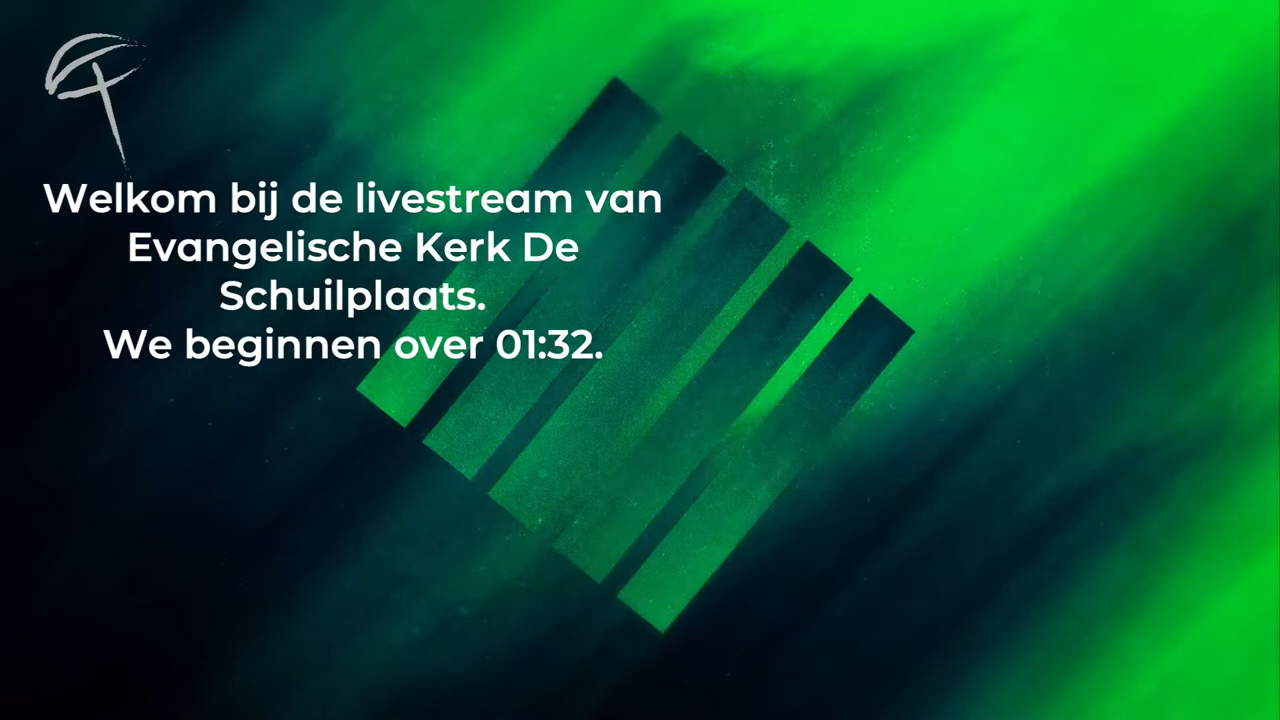 Welkom bij de livestream van
Evangelische Kerk De
Schuilplaats.
We beginnen over 01:32.